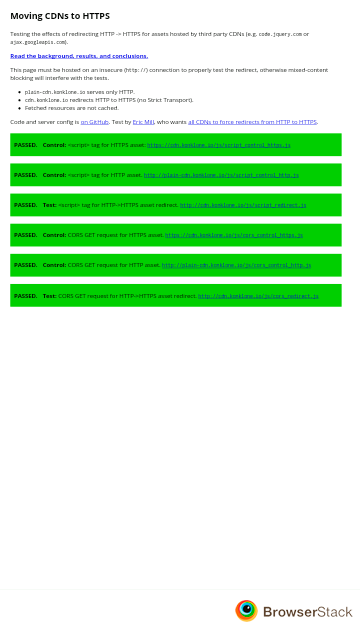 Moving CDNs to HTTPS
Testing the effects of redirecting HTTP -> HTTPS for assets hosted by third party CDNs (e.g. code.jquery.com or
ajax.googleapis.com).
Read the background, results, and conclusions.
This page must be hosted on an insecure (http://) connection to properly test the redirect, otherwise mixed-content
blocking will interfere with the tests.
• plain-cdn.konklone.io serves only HTTP.
• cdn.konklone.io redirects HTTP to HTTPS (no Strict Transport).
• Fetched resources are not cached.
Code and server config is on GitHub. Test by Eric Mill, who wants all CDNs to force redirects from HTTP to HTTPS.
PASSED. Control: <script> tag for HTTPS asset: https://cdn.konklone.io/js/script_control_https.js
PASSED. Control: <script> tag for HTTP asset: http://plain-cdn.konklone.io/js/script_control_http.js
PASSED. Test: <script> tag for HTTP->HTTPS asset redirect: http://cdn.konklone.io/js/script_redirect.js
PASSED. Control: CORS GET request for HTTPS asset: https://cdn.konklone.io/js/cors_control_https.js
PASSED. Control: CORS GET request for HTTP asset: http://plain-cdn.konklone.io/js/cors_control_http.js
PASSED. Test: CORS GET request for HTTP->HTTPS asset redirect: http://cdn.konklone.io/js/cors_redirect.js
BrowserStack